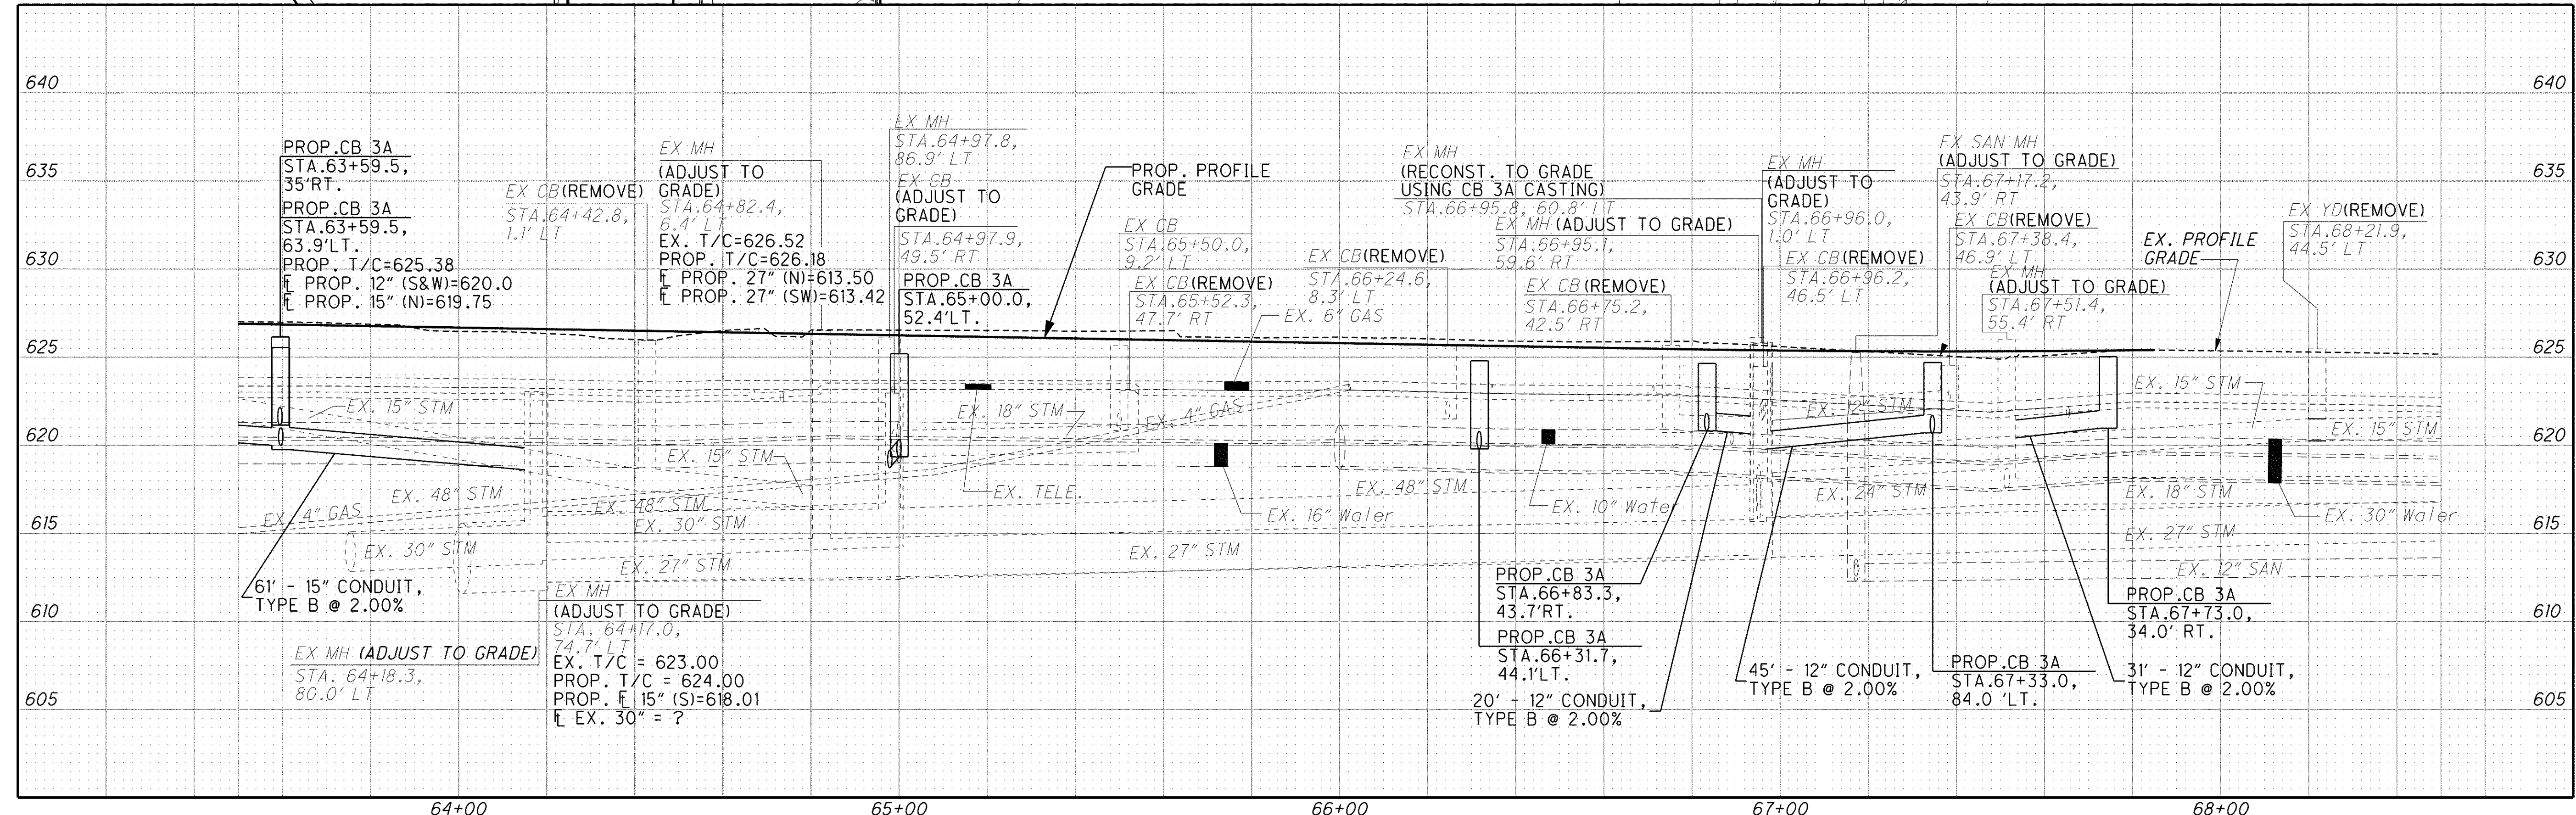 640
640
635
635
630
630
625
625
620
620
615
615
610
610
605
605
PROP.CB 3A
STA.63+59.5,
35'RT.
PROP.CB 3A
STA.63+59.5,
63.9'LT.
PROP. T/C=625.38
℄ PROP. 12" (S&W)=620.0
℄ PROP. 15" (N)=619.75
EX CB(REMOVE)
STA.64+42.8,
1.1' LT
EX MH
(ADJUST TO
GRADE)
STA.64+82.4,
6.4' LT
EX. T/C=626.52
PROP. T/C=626.18
℄ PROP. 27" (N)=613.50
℄ PROP. 27" (SW)=613.42
EX MH
STA.64+97.8,
86.9' LT
EX CB
(ADJUST TO
GRADE)
STA.64+97.9,
49.5' RT
PROP.CB 3A
STA.65+00.0,
52.4'LT.
PROP. PROFILE
GRADE
EX CB
STA.65+50.0,
9.2' LT
EX CB(REMOVE)
STA.65+52.3,
47.7' RT
EX. 6" GAS
EX CB(REMOVE)
STA.66+24.6,
8.3' LT
EX MH
(RECONST. TO GRADE
USING CB 3A CASTING)
STA.66+95.8, 60.8' LT
EX MH (ADJUST TO GRADE)
STA.66+95.1,
59.6' RT
EX CB(REMOVE)
STA.66+75.2,
42.5' RT
EX MH
(ADJUST TO
GRADE)
STA.66+96.0,
1.0' LT
EX CB(REMOVE)
STA.66+96.2,
46.5' LT
EX SAN MH
(ADJUST TO GRADE)
STA.67+17.2,
43.9' RT
EX CB(REMOVE)
STA.67+38.4,
46.9' LT
EX MH
(ADJUST TO GRADE)
STA.67+51.4,
55.4' RT
EX. PROFILE
GRADE
EX YD(REMOVE)
STA.68+21.9,
44.5' LT
EX. 15" STM
EX. 18" STM
EX. 4" GAS
EX. 12" STM
EX. 15" STM
EX. 15" STM
EX. 15" STM
EX. 48" STM
EX. 48" STM
EX. TELE.
EX. 48" STM
EX. 24" STM
EX. 18" STM
EX. 4" GAS
EX. 30" STM
EX. 16" Water
EX. 10" Water
EX. 30" Water
EX. 30" STM
EX. 27" STM
EX. 27" STM
EX. 27" STM
EX. 12" SAN
61' - 15" CONDUIT,
TYPE B @ 2.00%
EX MH (ADJUST TO GRADE)
STA. 64+18.3,
80.0' LT
EX MH
(ADJUST TO GRADE)
STA. 64+17.0,
74.7' LT
EX. T/C = 623.00
PROP. T/C = 624.00
PROP. ℄ 15" (S)=618.01
℄ EX. 30" = ?
PROP.CB 3A
STA.66+83.3,
43.7'RT.
PROP.CB 3A
STA.66+31.7,
44.1'LT.
20' - 12" CONDUIT,
TYPE B @ 2.00%
45' - 12" CONDUIT,
TYPE B @ 2.00%
PROP.CB 3A
STA.67+33.0,
84.0 'LT.
PROP.CB 3A
STA.67+73.0,
34.0' RT.
31' - 12" CONDUIT,
TYPE B @ 2.00%
64+00
65+00
66+00
67+00
68+00